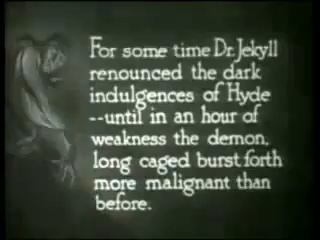 For some time Dr. Jekyll
renounced the dark
indulgences of Hyde
--until in an hour of
weakness the demon,
long caged burst forth
more malignant than
before.